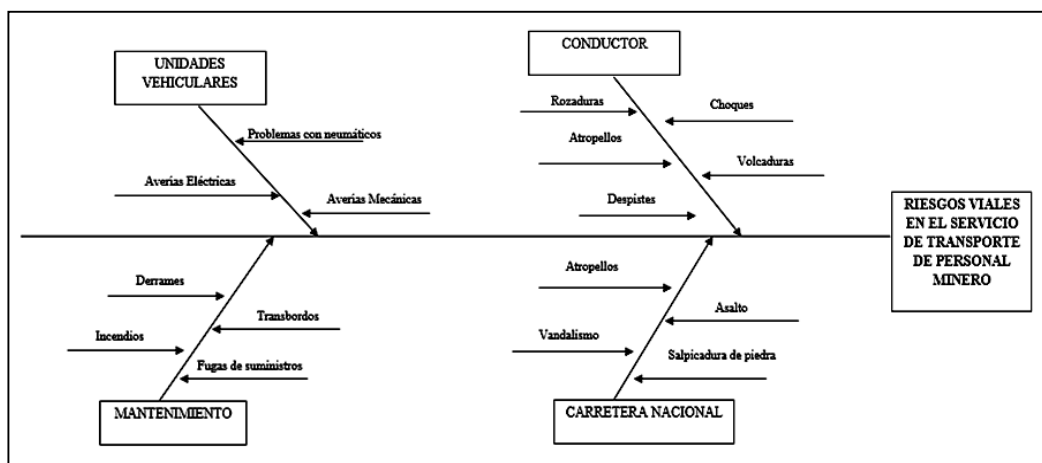 UNIDADES
VEHICULARES
Problemas con neumáticos
Averías Eléctricas
Averías Mecánicas
CONDUCTOR
Rozaduras
Choques
Atropellos
Volcaduras
Despistes
RIESGOS VIALES
EN EL SERVICIO
DE TRANSPORTE
DE PERSONAL
MINERO
Derrames
Transbordos
Incendios
Fugas de suministros
MANTENIMIENTO
Atropellos
Asalto
Vandalismo
Salpicadura de piedra
CARRETERA NACIONAL